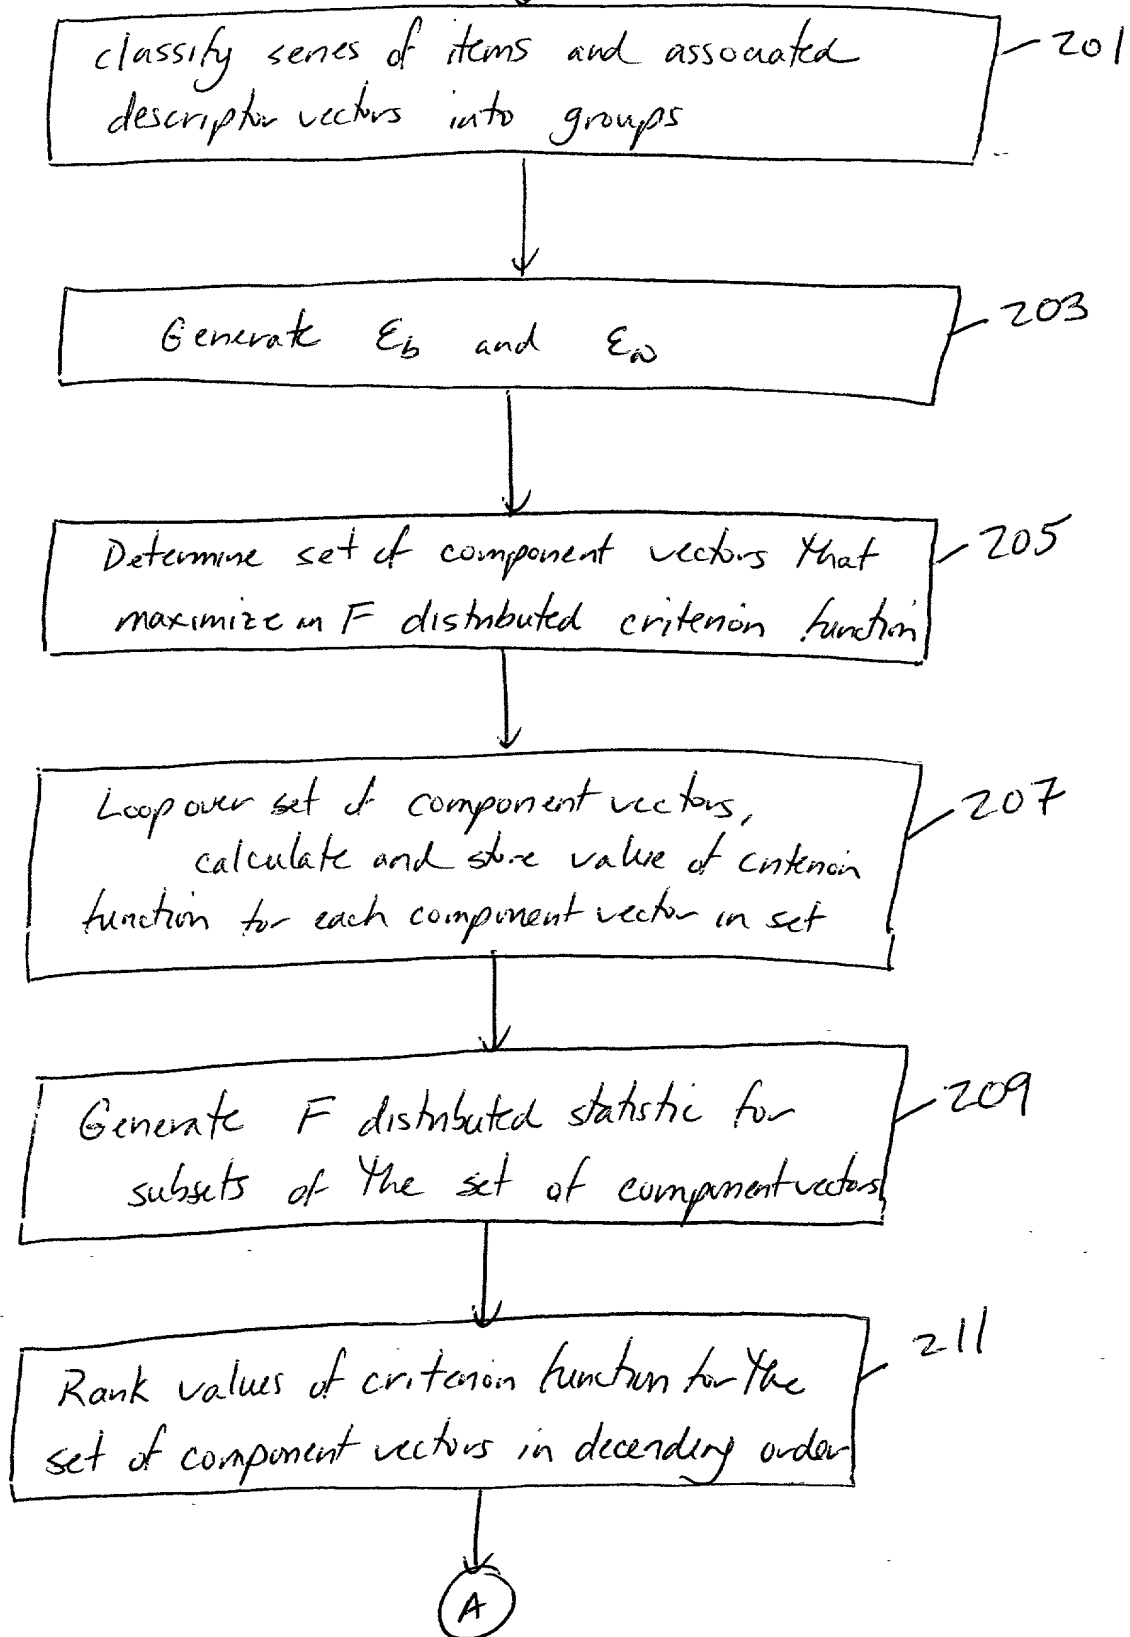 classify series of items and associated
descriptor vectors into groups
201
Generate Ɛb and Ɛω
203
Determine set of component vectors that
maximize an F distributed criterion function
205
Loop over set of component vectors,
calculate and store value of criterion
function for each component vector in set
207
Generate F distributed statistic for
subsets of the set of component vectors
209
Rank values of criterion function for the
set of component vectors in decending order
211
A